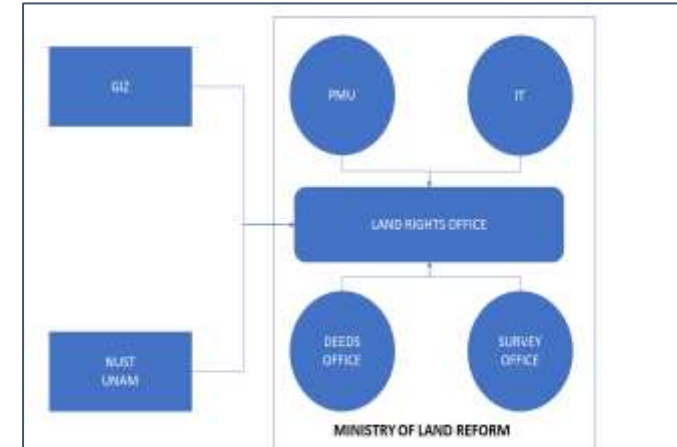 GIZ
PMU
IT
LAND RIGHTS OFFICE
DEEDS
OFFICE
SURVEY
OFFICE
NUST
UNAM
MINISTRY OF LAND REFORM